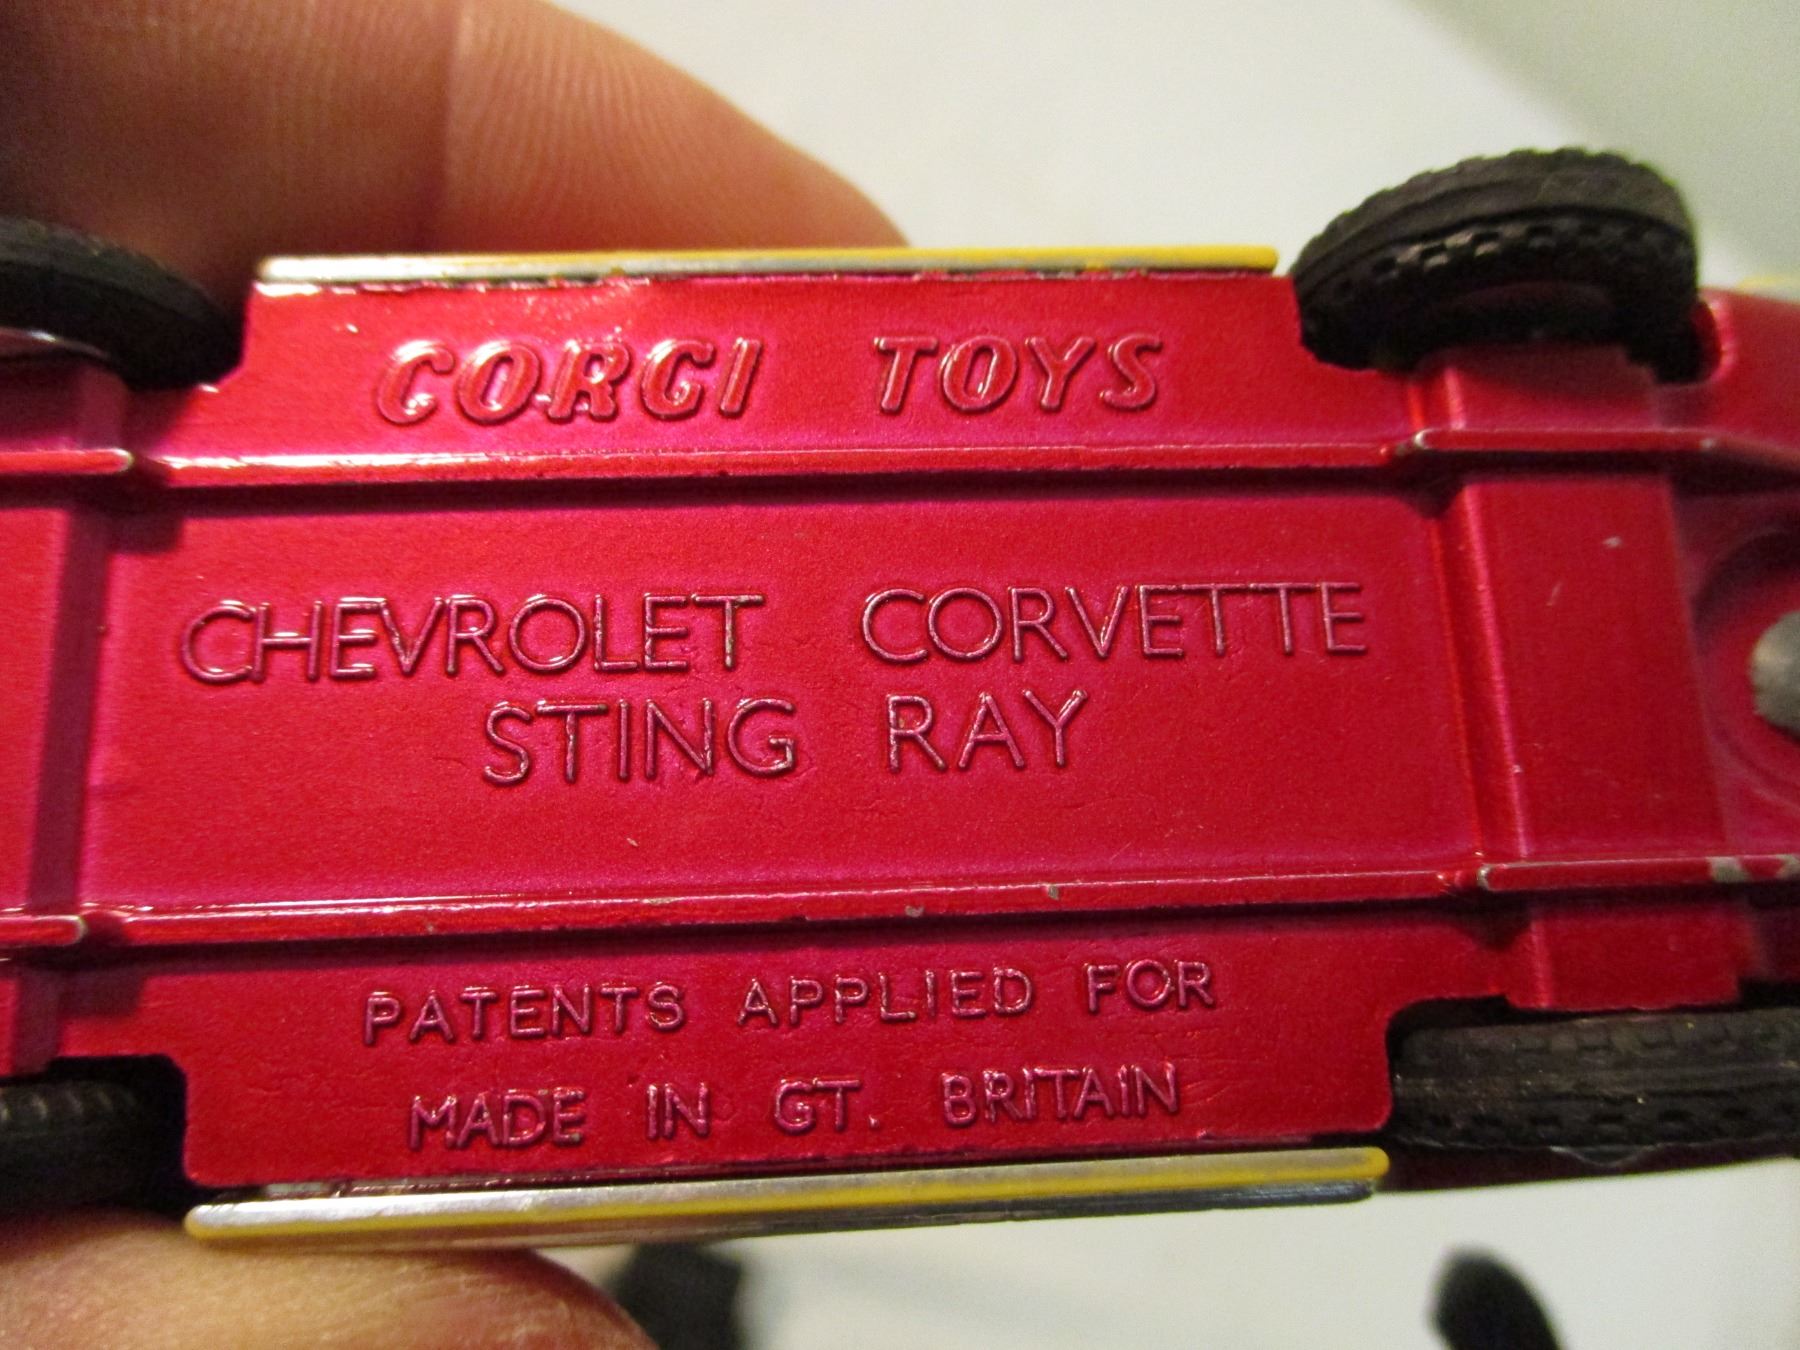 CORGI TOYS
CHEVROLET CORVETTE
STING RAY
PATENTS APPLIED FOR
MADE IN GT. BRITAIN